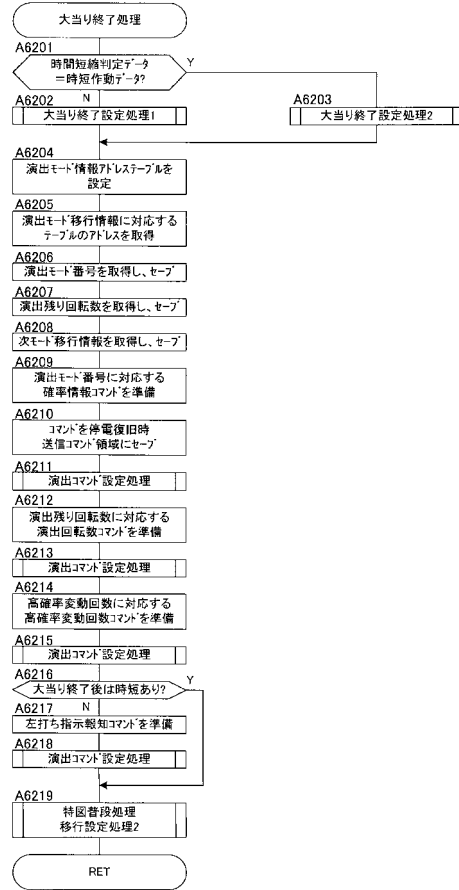 大当り終了処理
A6201
時間短縮判定データ
＝時短作動データ?
Y
N
A6202
大当り終了設定処理1
A6203
大当り終了設定処理2
A6204
演出モード情報アドレステーブルを
設定
A6205
演出モード移行情報に対応する
テーブルのアドレスを取得
A6206
演出モード番号を取得し、セーブ
A6207
演出残り回転数を取得し、セーブ
A6208
次モード移行情報を取得し、セーブ
A6209
演出モード番号に対応する
確率情報コマンドを準備
A6210
コマンドを停電復旧時
送信コマンド領域にセーブ
A6211
演出コマンド設定処理
A6212
演出残り回転数に対応する
演出回転数コマンドを準備
A6213
演出コマンド設定処理
A6214
高確率変動回数に対応する
高確率変動回数コマンドを準備
A6215
演出コマンド設定処理
A6216
大当り終了後は時短あり?
Y
N
A6217
左打ち指示報知コマンドを準備
A6218
演出コマンド設定処理
A6219
特図普段処理
移行設定処理2
RET